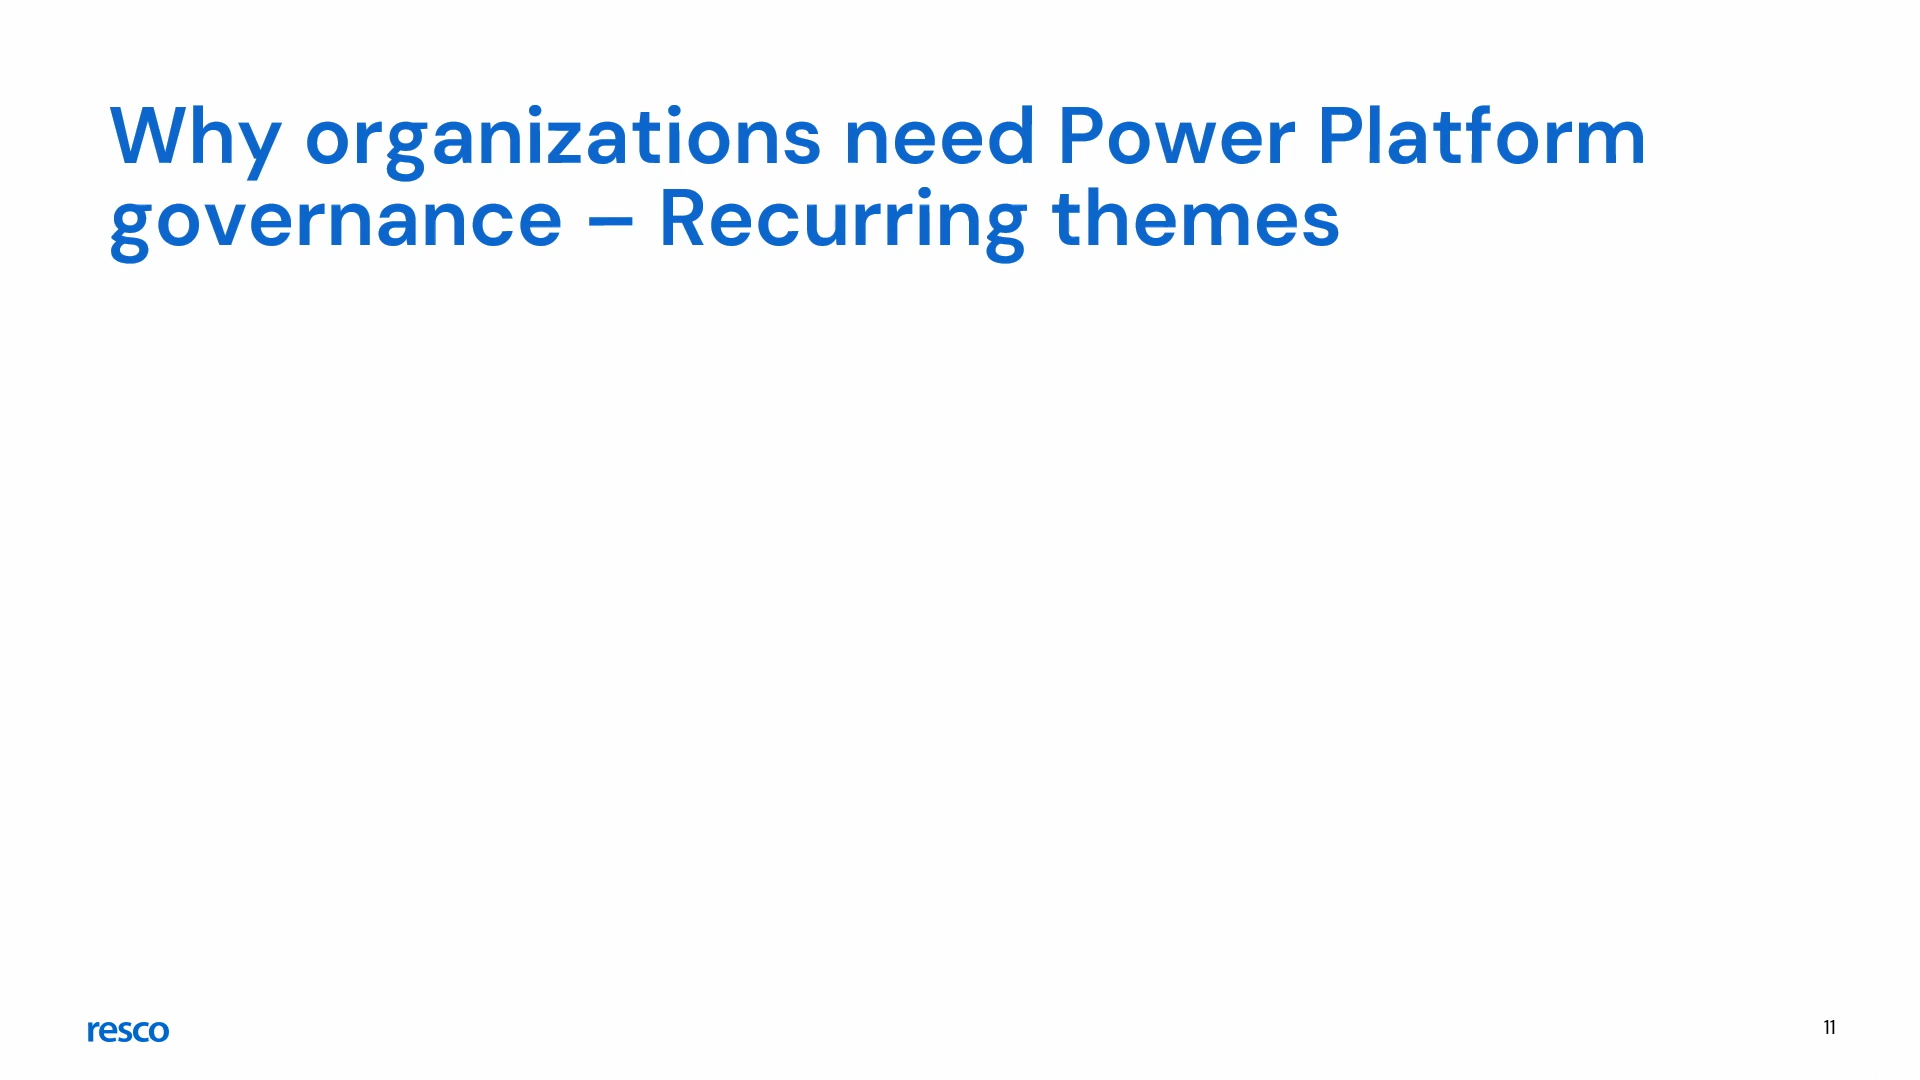 Why organizations need Power Platform
governance – Recurring themes
resco
11